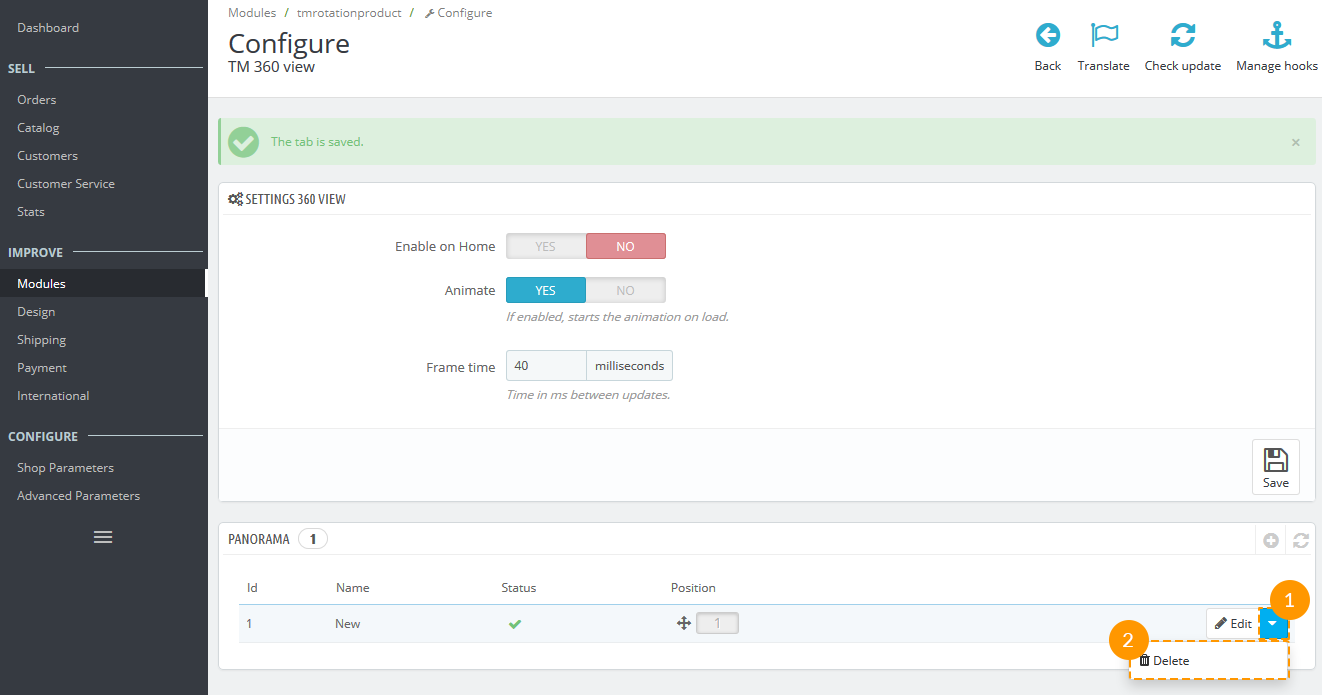 Modules / tmrotationproduct / Configure
Configure
TM 360 view
Back Translate Check update Manage hooks
Dashboard
SELL
Orders
Catalog
Customers
Customer Service
Stats
IMPROVE
Modules
Design
Shipping
Payment
International
CONFIGURE
Shop Parameters
Advanced Parameters
The tab is saved. ×
SETTINGS 360 VIEW
Enable on Home YES NO
Animate YES NO
If enabled, starts the animation on load.
Frame time 40 milliseconds
Time in ms between updates.
Save
PANORAMA 1
Id Name Status Position
1 New 1 Edit 1
2 Delete